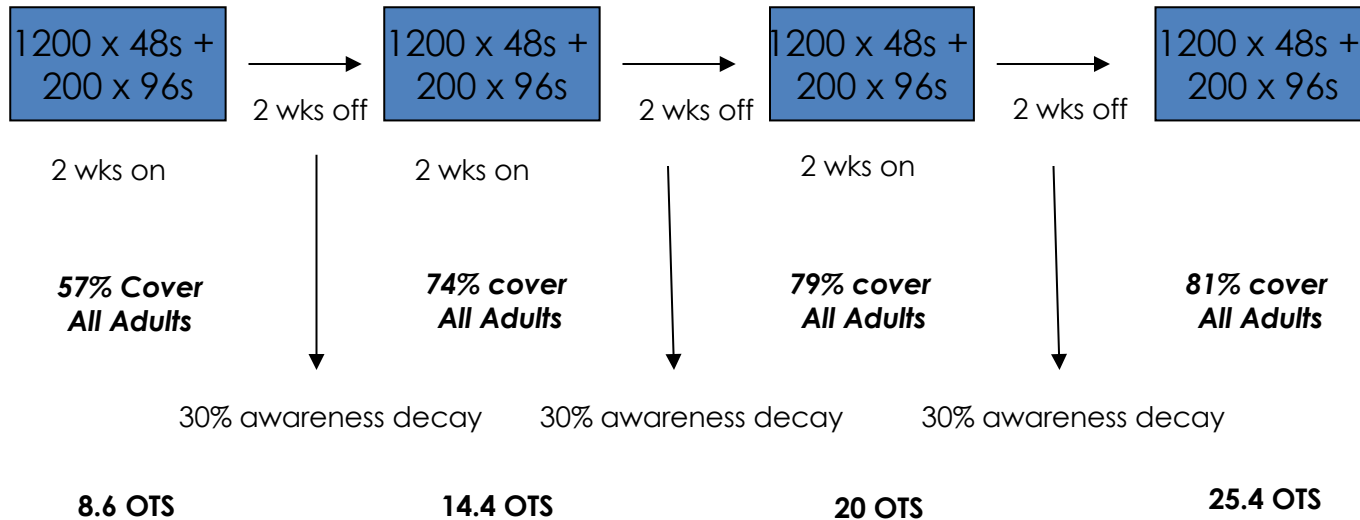 1200 x 48s +
200 x 96s
1200 x 48s +
200 x 96s
1200 x 48s +
200 x 96s
1200 x 48s +
200 x 96s
2 wks off
2 wks off
2 wks off
2 wks on
2 wks on
2 wks on
57% Cover
All Adults
74% cover
All Adults
79% cover
All Adults
81% cover
All Adults
30% awareness decay
30% awareness decay
30% awareness decay
8.6 OTS
14.4 OTS
20 OTS
25.4 OTS